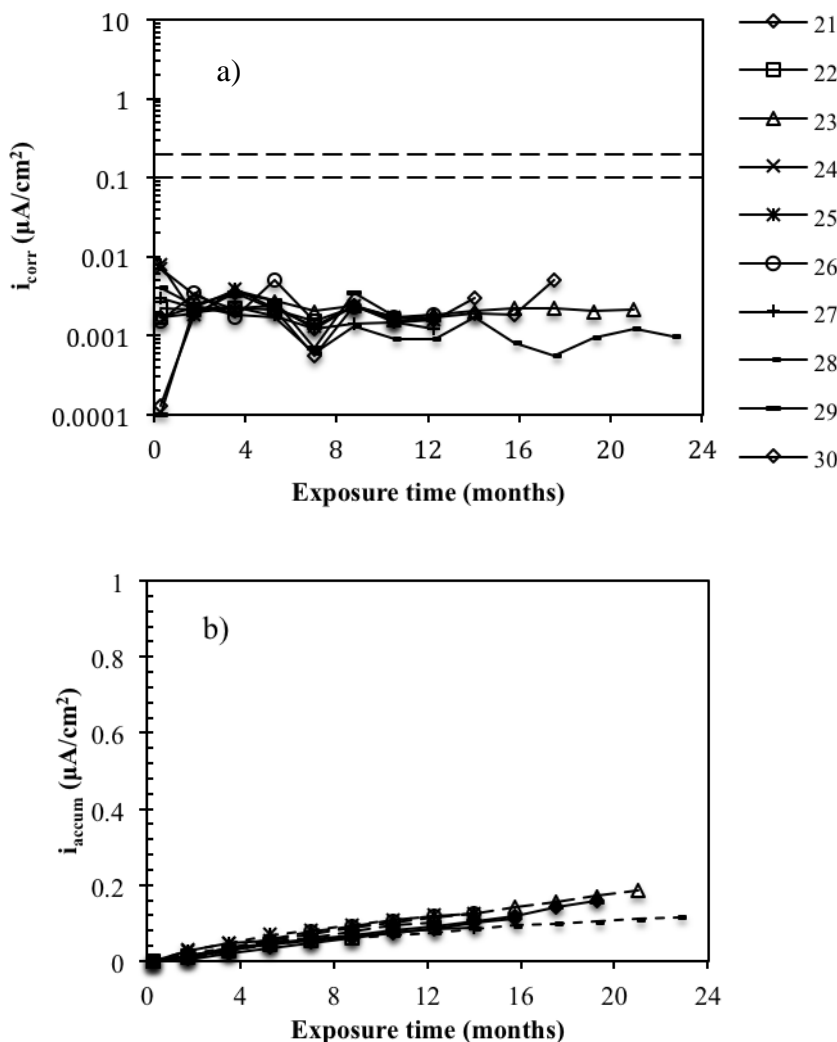 a)
i_corr (μA/cm²)
10
1
0.1
0.01
0.001
0.0001
0 4 8 12 16 20 24
Exposure time (months)
21
22
23
24
25
26
27
28
29
30
b)
i_accum (μA/cm²)
1
0.8
0.6
0.4
0.2
0
0 4 8 12 16 20 24
Exposure time (months)